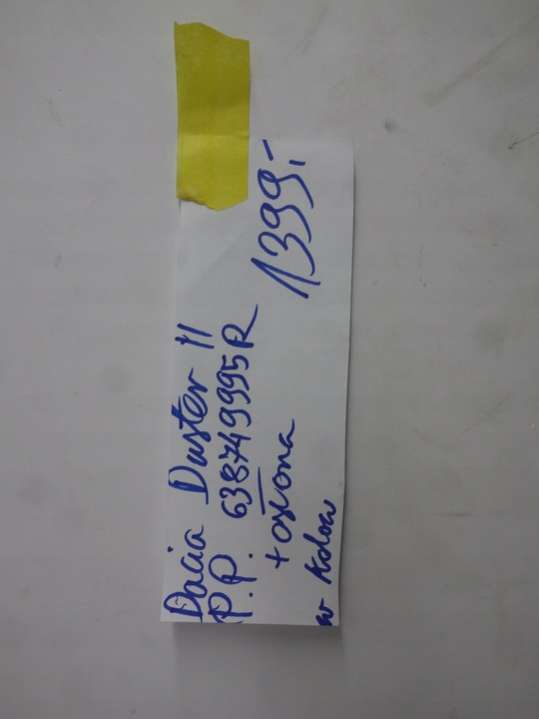 Dacia Duster II
P.P. 638749995R
+ osłona 1399,-
w kolor